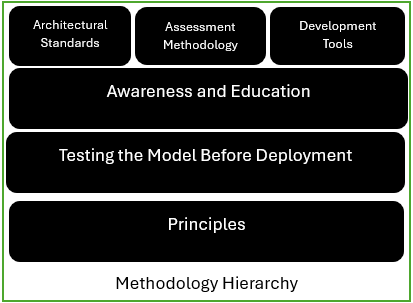 Architectural
Standards
Assessment
Methodology
Development
Tools
Awareness and Education
Testing the Model Before Deployment
Principles
Methodology Hierarchy